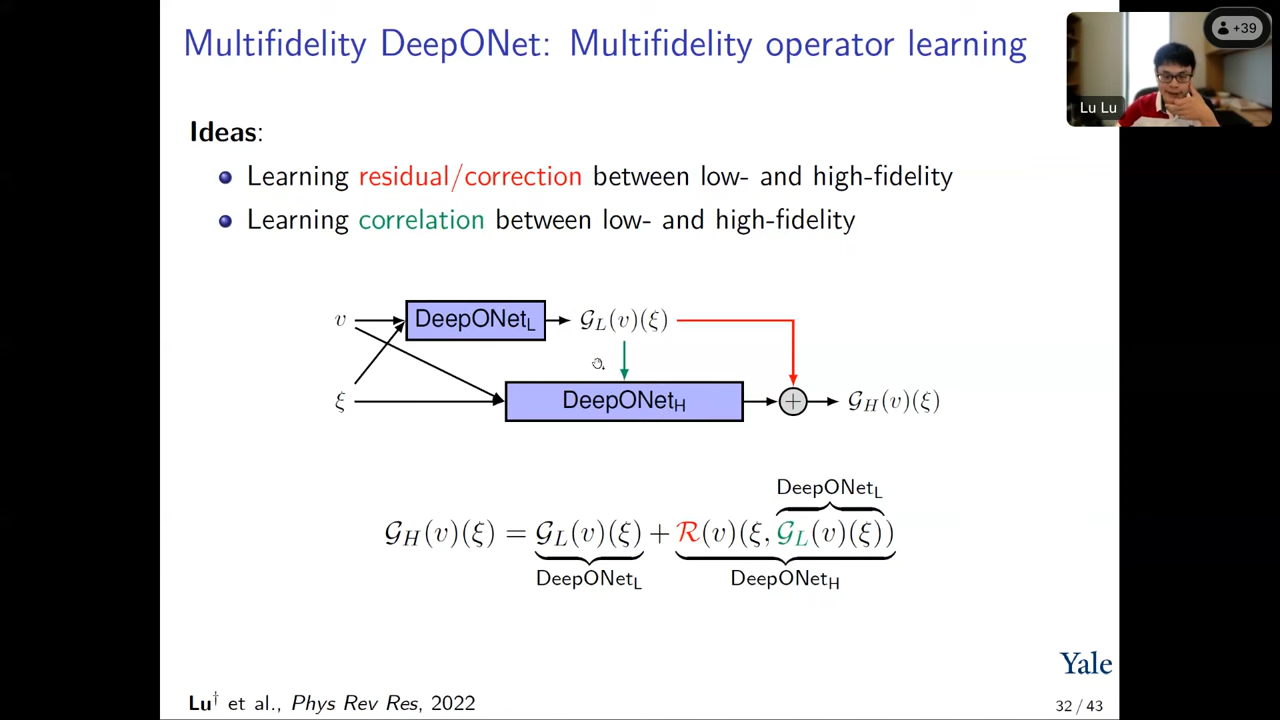 Multifidelity DeepONet: Multifidelity operator learning
+39
Lu Lu
Ideas:
Learning residual/correction between low- and high-fidelity
Learning correlation between low- and high-fidelity
v
DeepONet_L
𝒢_L(v)(ξ)
ξ
DeepONet_H
+
𝒢_H(v)(ξ)
DeepONet_L
𝒢_H(v)(ξ) = 𝒢_L(v)(ξ) + ℛ(v)(ξ, 𝒢_L(v)(ξ))
DeepONet_L DeepONet_H
Yale
Lu† et al., Phys Rev Res, 2022
32 / 43